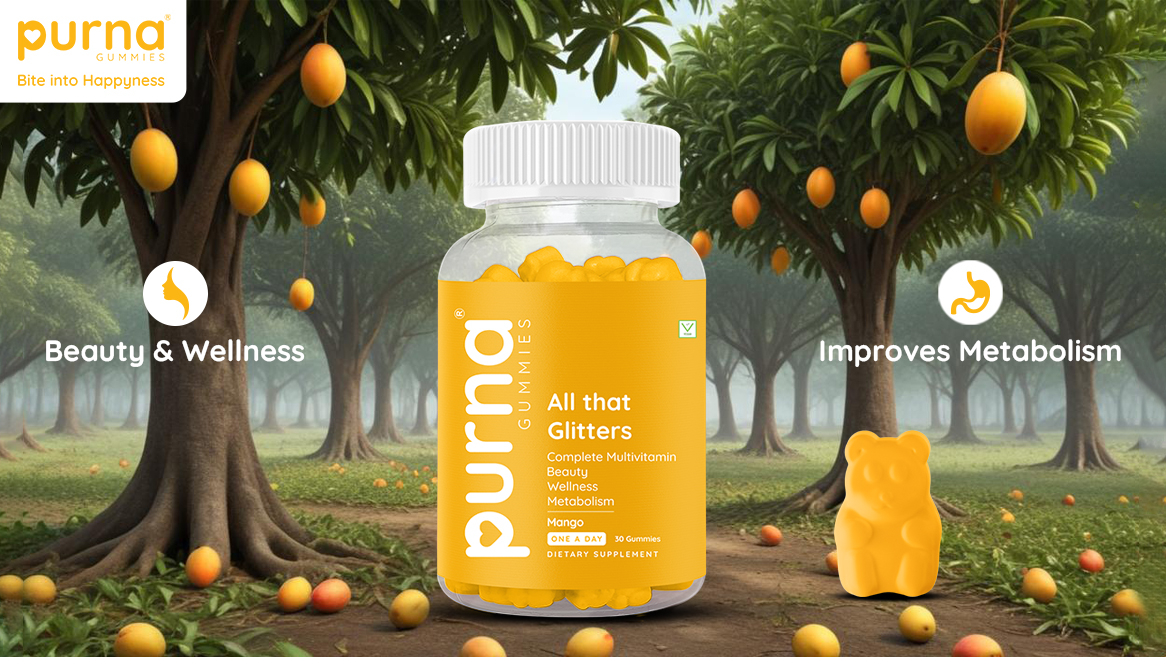 purna®
GUMMIES
Bite into Happyness
Beauty & Wellness
Improves Metabolism
purna®
GUMMIES
All that
Glitters
Complete Multivitamin
Beauty
Wellness
Metabolism
Mango
ONE A DAY 30 Gummies
DIETARY SUPPLEMENT